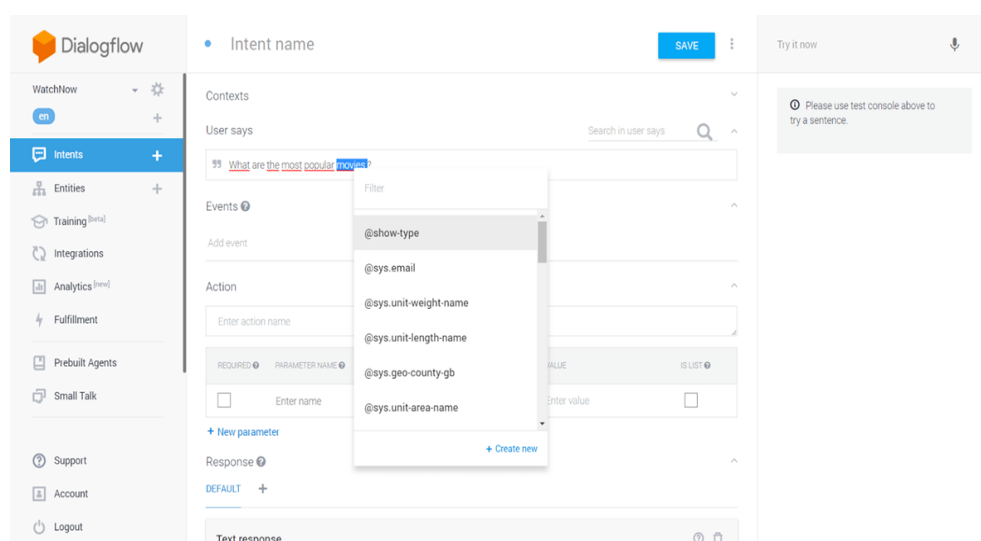 Dialogflow
WatchNow
en
Intents
Entities
Training [beta]
Integrations
Analytics [new]
Fulfillment
Prebuilt Agents
Small Talk
Support
Account
Logout
Intent name
SAVE
Contexts
User says
Search in user says
What are the most popular movies ?
Events
Add event
Action
Enter action name
REQUIRED PARAMETER NAME VALUE IS LIST
Enter name Enter value
+ New parameter
Response
DEFAULT +
Text response
Filter
@show-type
@sys.email
@sys.unit-weight-name
@sys.unit-length-name
@sys.geo-county-gb
@sys.unit-area-name
+ Create new
Try it now
Please use test console above to
try a sentence.